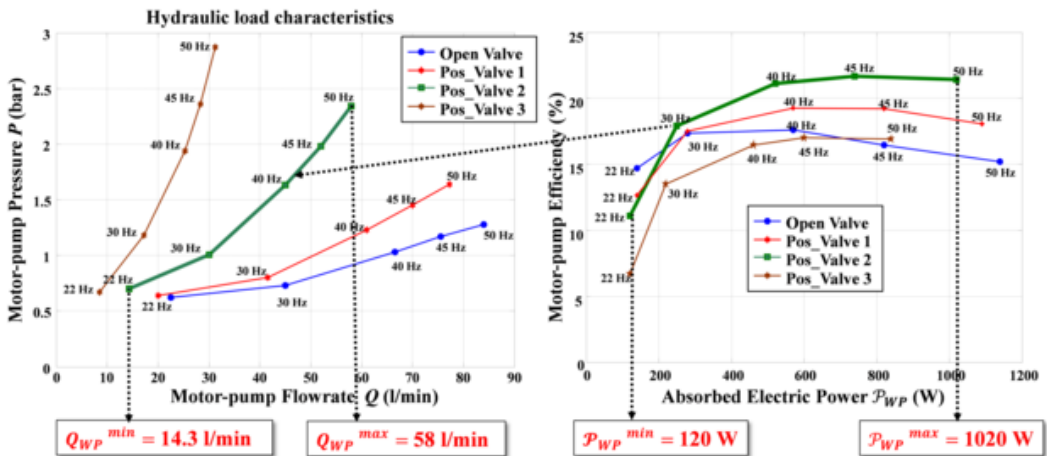 Hydraulic load characteristics
Motor-pump Pressure P (bar)
3
2.5
2
1.5
1
0.5
0
0 10 20 30 40 50 60 70 80 90
Motor-pump Flowrate Q (l/min)
Open Valve
Pos_Valve 1
Pos_Valve 2
Pos_Valve 3
50 Hz
45 Hz
40 Hz
30 Hz
22 Hz
50 Hz
45 Hz
40 Hz
30 Hz
22 Hz
50 Hz
45 Hz
40 Hz
30 Hz
22 Hz
50 Hz
45 Hz
40 Hz
30 Hz
Motor-pump Efficiency (%)
25
20
15
10
5
0
0 200 400 600 800 1000 1200
Absorbed Electric Power 𝒫WP (W)
40 Hz
45 Hz
50 Hz
30 Hz
22 Hz
40 Hz
45 Hz
50 Hz
22 Hz
40 Hz
30 Hz
45 Hz
50 Hz
22 Hz
30 Hz
40 Hz
45 Hz
50 Hz
22 Hz
Open Valve
Pos_Valve 1
Pos_Valve 2
Pos_Valve 3
QWP min = 14.3 l/min
QWP max = 58 l/min
𝒫WP min = 120 W
𝒫WP max = 1020 W